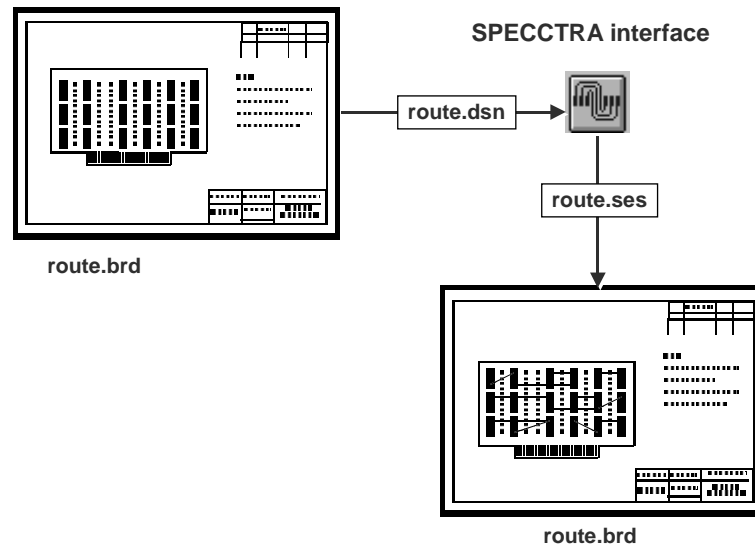 SPECCTRA interface
route.dsn
route.ses
route.brd
route.brd